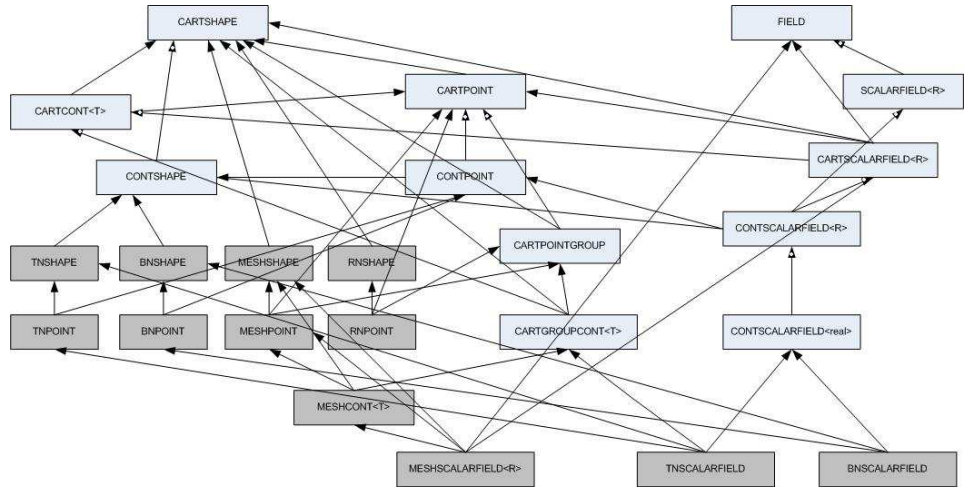 CARTSHAPE
FIELD
CARTPOINT
SCALARFIELD<R>
CARTCONT<T>
CARTSCALARFIELD<R>
CONTSHAPE
CONTPOINT
CONTSCALARFIELD<R>
CARTPOINTGROUP
TNSHAPE
BNSHAPE
MESHSHAPE
RNSHAPE
TNPOINT
BNPOINT
MESHPOINT
RNPOINT
CARTGROUPCONT<T>
CONTSCALARFIELD<real>
MESHCONT<T>
MESHSCALARFIELD<R>
TNSCALARFIELD
BNSCALARFIELD